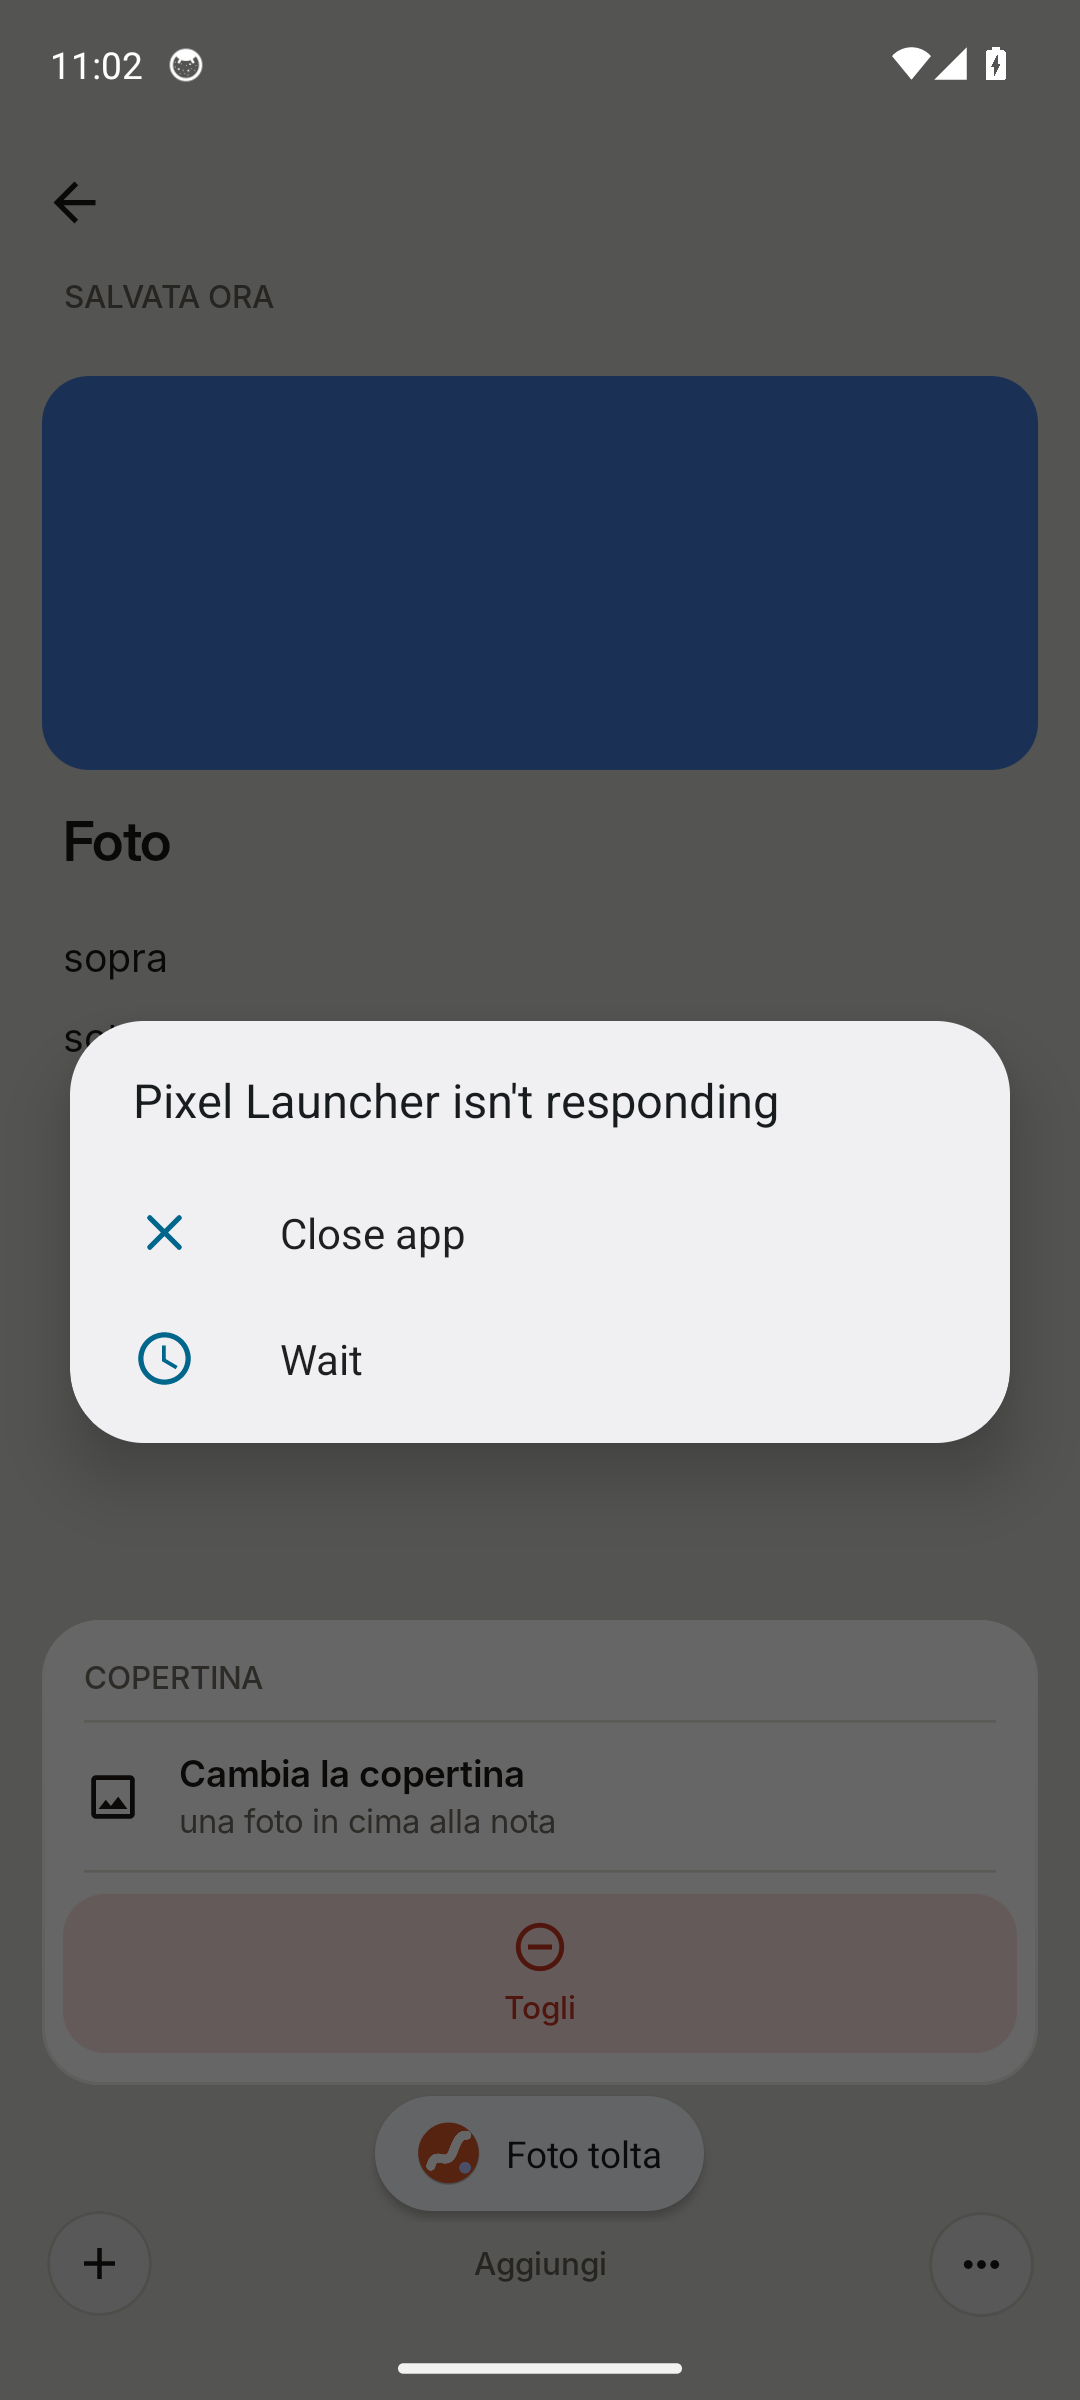 11:02
SALVATA ORA
Foto
sopra
Pixel Launcher isn't responding
Close app
Wait
COPERTINA
Cambia la copertina
una foto in cima alla nota
Togli
Foto tolta
Aggiungi